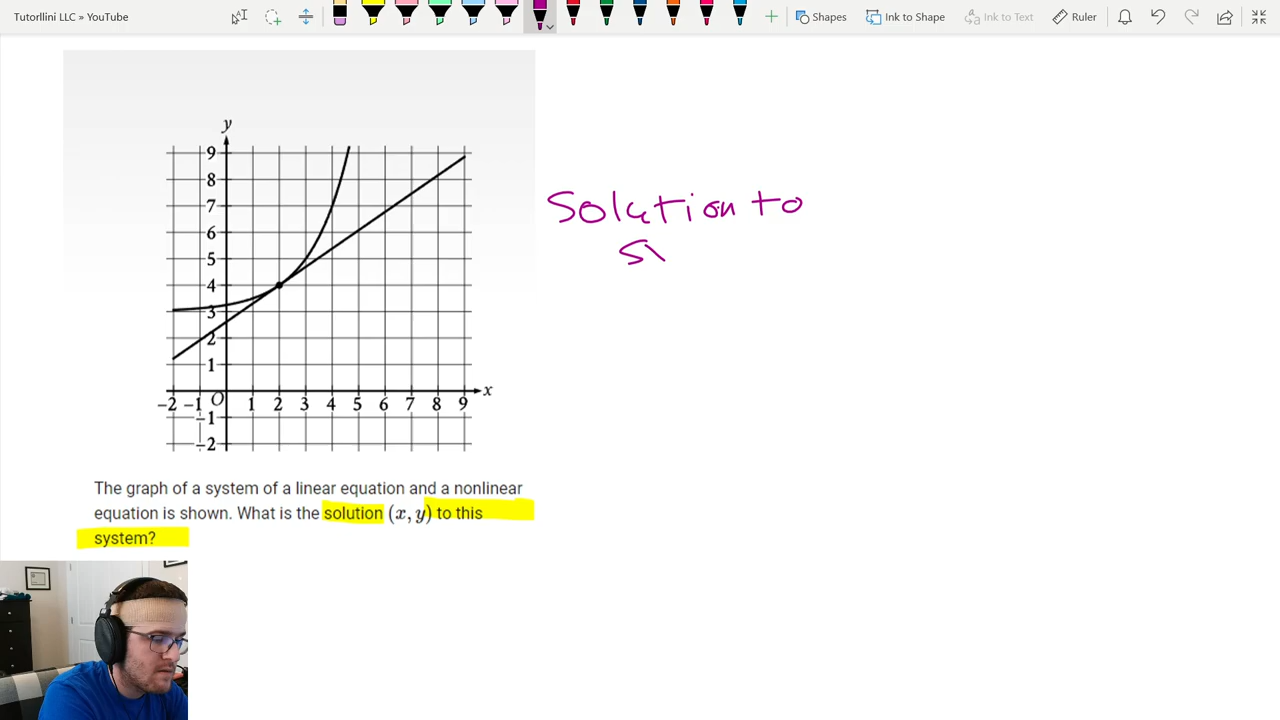 Tutorllini LLC » YouTube
Shapes
Ink to Shape
Ink to Text
Ruler
y
9
8
7
6
5
4
3
2
1
O
x
-2 -1 1 2 3 4 5 6 7 8 9
-1
-2
Solution to
sy
The graph of a system of a linear equation and a nonlinear
equation is shown. What is the solution (x, y) to this
system?